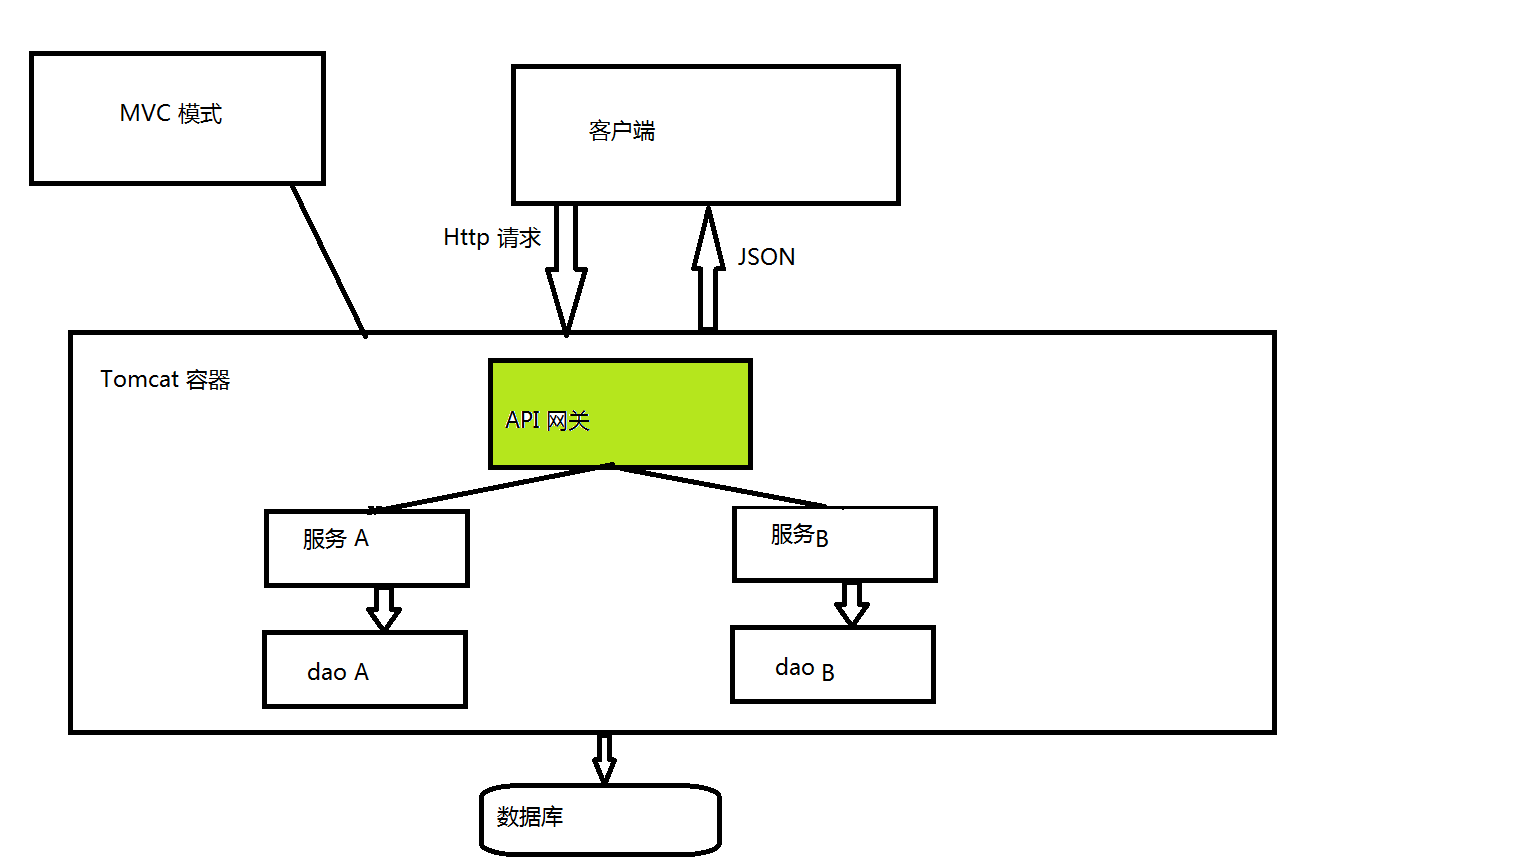 MVC 模式
客户端
Http 请求
JSON
Tomcat 容器
API 网关
服务 A
服务B
dao A
dao B
数据库